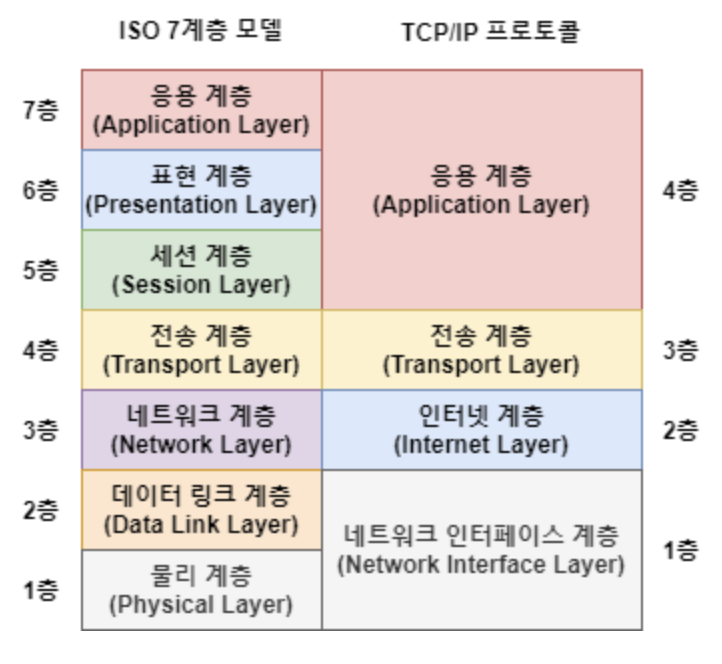 ISO 7계층 모델
TCP/IP 프로토콜
7층
응용 계층
(Application Layer)
6층
표현 계층
(Presentation Layer)
응용 계층
(Application Layer)
4층
5층
세션 계층
(Session Layer)
4층
전송 계층
(Transport Layer)
전송 계층
(Transport Layer)
3층
3층
네트워크 계층
(Network Layer)
인터넷 계층
(Internet Layer)
2층
2층
데이터 링크 계층
(Data Link Layer)
네트워크 인터페이스 계층
(Network Interface Layer)
1층
1층
물리 계층
(Physical Layer)